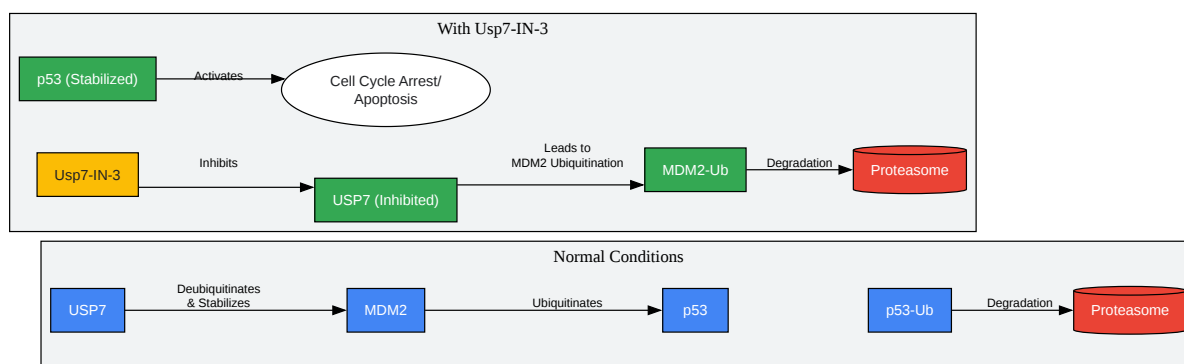 With Usp7-IN-3
p53 (Stabilized)
Activates
Cell Cycle Arrest/
Apoptosis
Usp7-IN-3
Inhibits
USP7 (Inhibited)
Leads to
MDM2 Ubiquitination
MDM2-Ub
Degradation
Proteasome
Normal Conditions
USP7
Deubiquitinates
& Stabilizes
MDM2
Ubiquitinates
p53
p53-Ub
Degradation
Proteasome